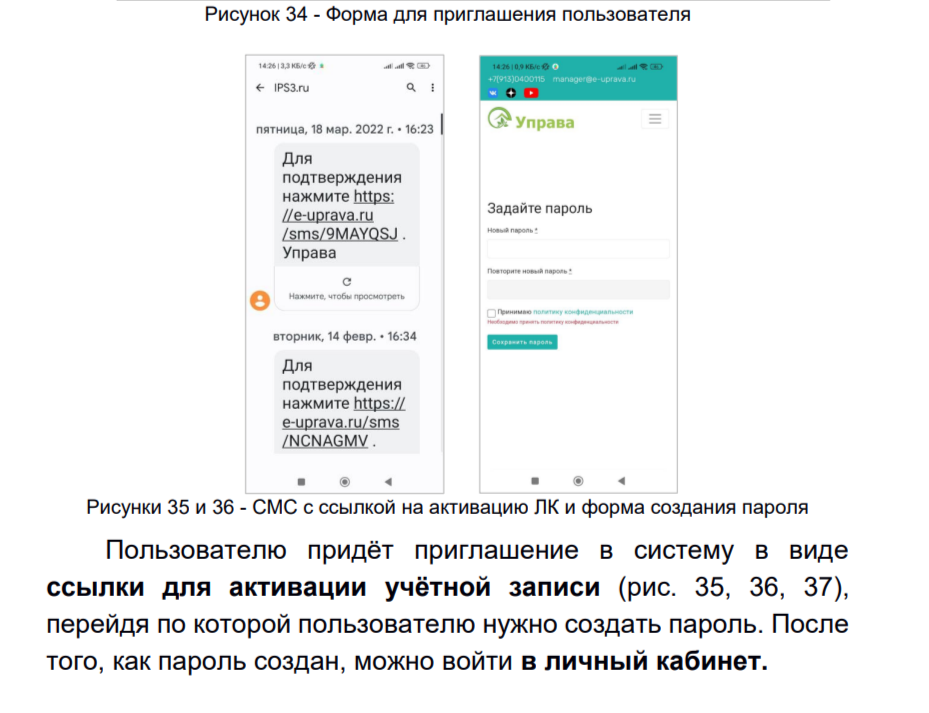 Рисунок 34 - Форма для приглашения пользователя
14:26 | 3,3 КБ/с
IPS3.ru
пятница, 18 мар. 2022 г. • 16:23
Для
подтверждения
нажмите https:
//e-uprava.ru
/sms/9MAYQSJ .
Управа
Нажмите, чтобы просмотреть
вторник, 14 февр. • 16:34
Для
подтверждения
нажмите https://
e-uprava.ru/sms
/NCNAGMV .
14:26 | 0,9 КБ/с
+7(913)0400115 manager@e-uprava.ru
Управа
Задайте пароль
Новый пароль *
Повторите новый пароль *
Принимаю политику конфиденциальности
Необходимо принять политику конфиденциальности
Сохранить пароль
Рисунки 35 и 36 - СМС с ссылкой на активацию ЛК и форма создания пароля
Пользователю придёт приглашение в систему в виде
ссылки для активации учётной записи (рис. 35, 36, 37),
перейдя по которой пользователю нужно создать пароль. После
того, как пароль создан, можно войти в личный кабинет.